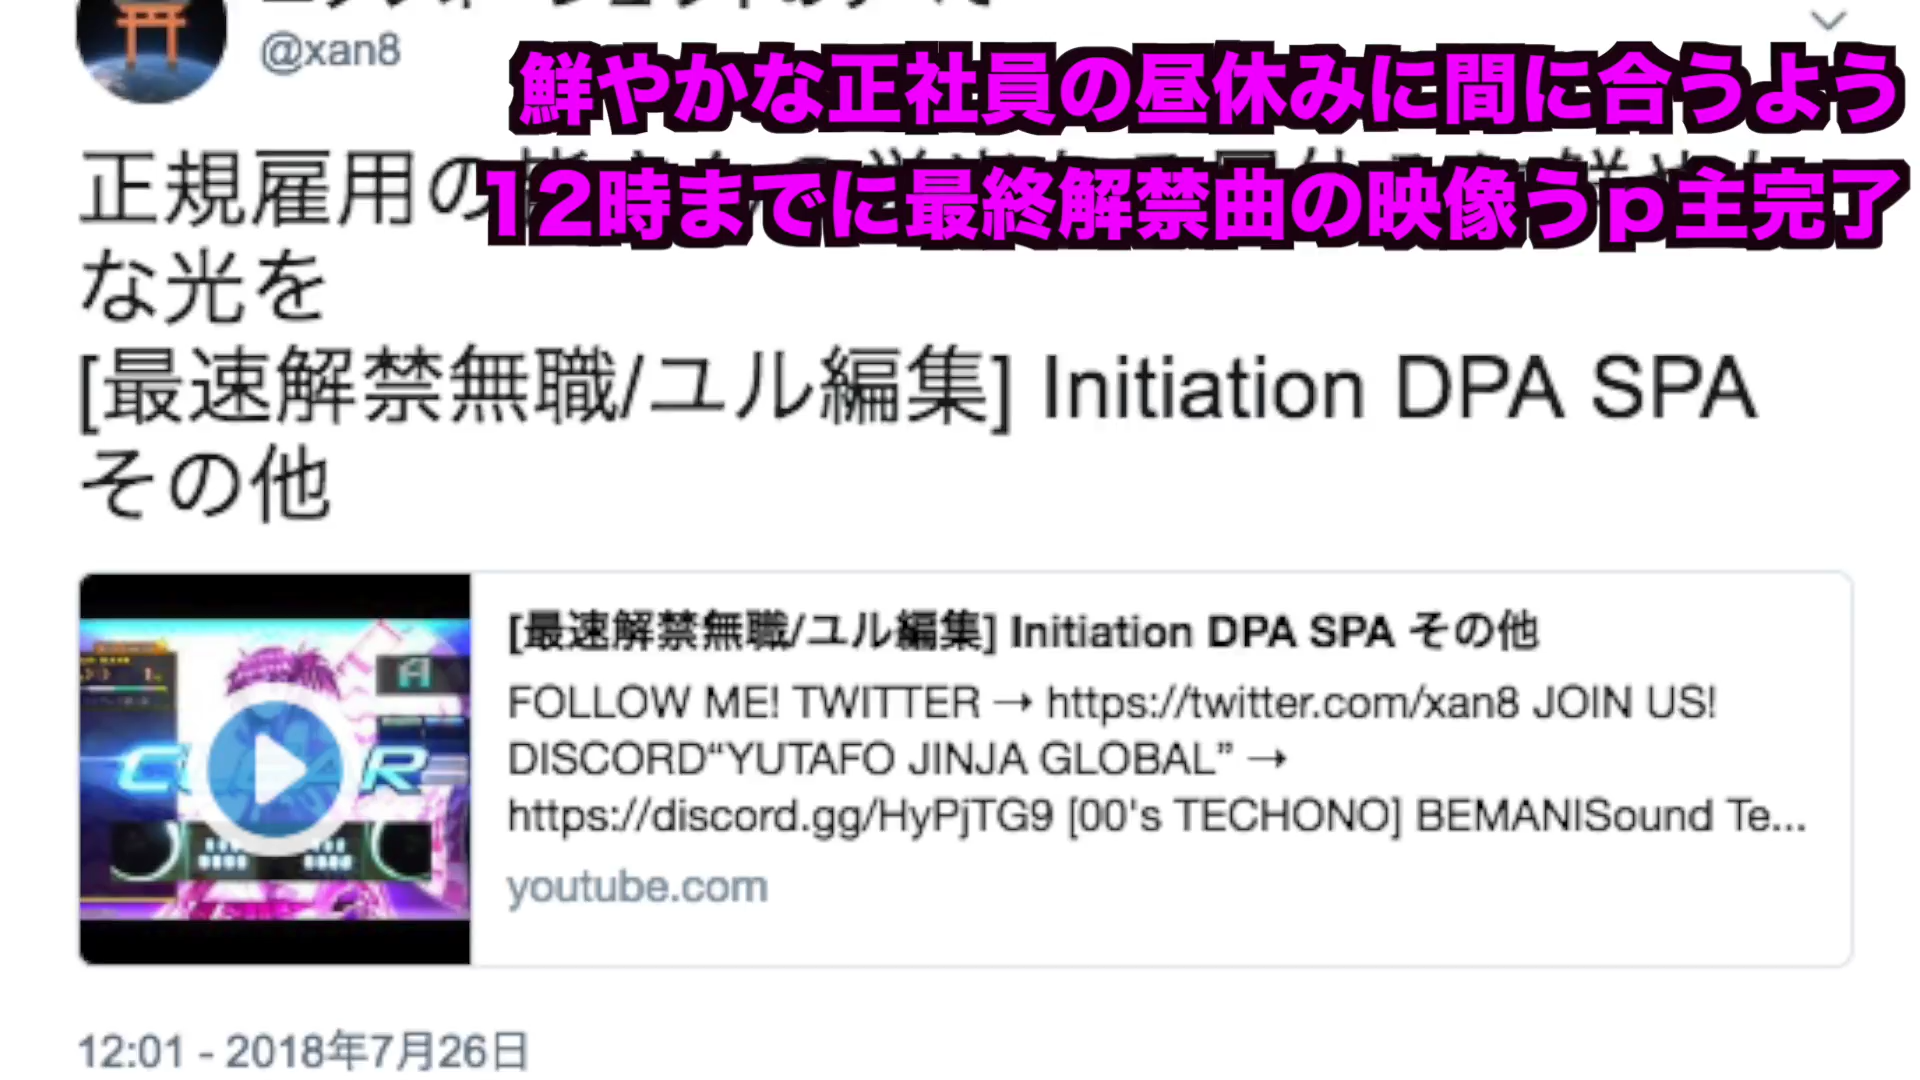 @xan8
鮮やかな正社員の昼休みに間に合うよう
12時までに最終解禁曲の映像うｐ主完了
正規雇用の
な光を
[最速解禁無職/ユル編集] Initiation DPA SPA
その他
[最速解禁無職/ユル編集] Initiation DPA SPA その他
FOLLOW ME! TWITTER → https://twitter.com/xan8 JOIN US!
DISCORD“YUTAFO JINJA GLOBAL” →
https://discord.gg/HyPjTG9 [00's TECHONO] BEMANISound Te...
youtube.com
12:01 - 2018年7月26日